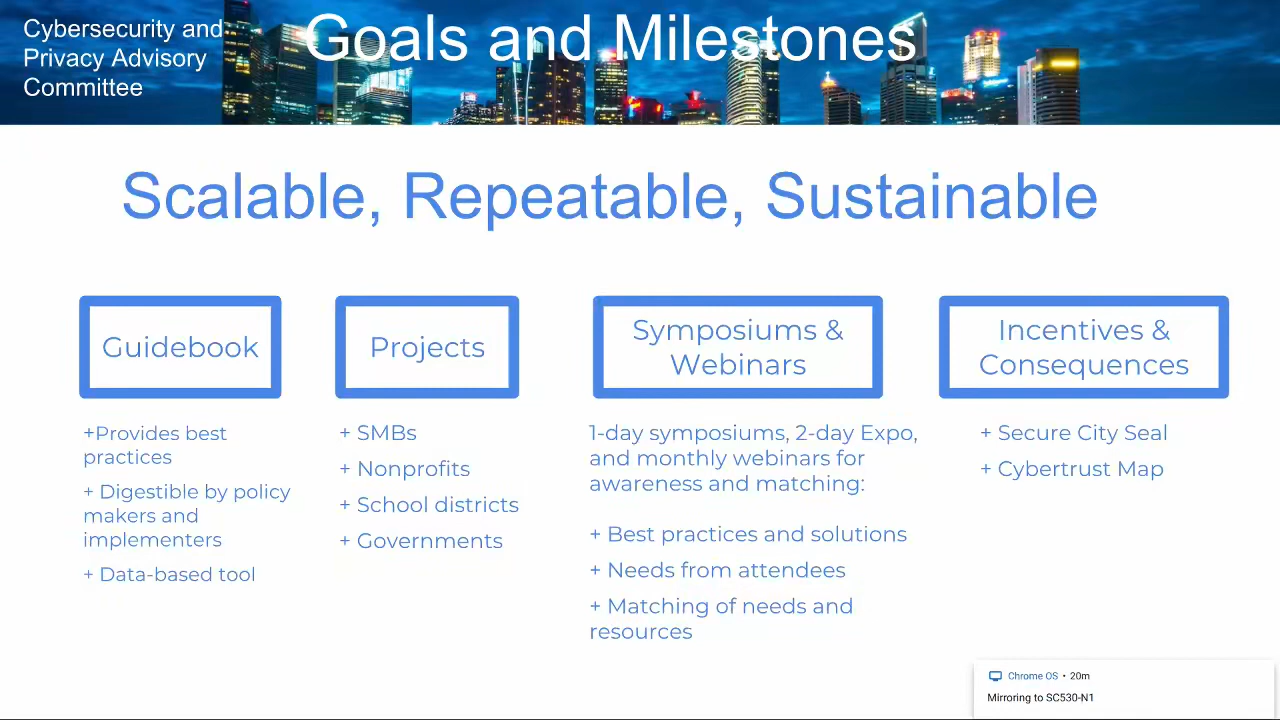 Cybersecurity and
Privacy Advisory
Committee
Goals and Milestones
Scalable, Repeatable, Sustainable
Guidebook
+Provides best
practices
+ Digestible by policy
makers and
implementers
+ Data-based tool
Projects
+ SMBs
+ Nonprofits
+ School districts
+ Governments
Symposiums &
Webinars
1-day symposiums, 2-day Expo,
and monthly webinars for
awareness and matching:
+ Best practices and solutions
+ Needs from attendees
+ Matching of needs and
resources
Incentives &
Consequences
+ Secure City Seal
+ Cybertrust Map
Chrome OS • 20m
Mirroring to SC530-N1